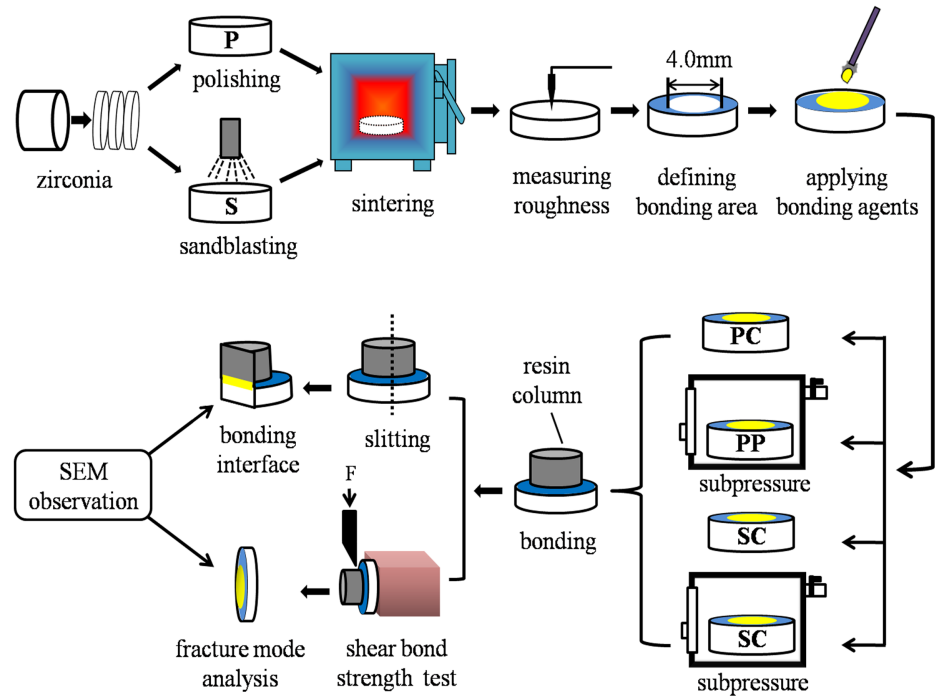 P
polishing
zirconia
S
sandblasting
sintering
measuring
roughness
4.0mm
defining
bonding area
applying
bonding agents
PC
PP
subpressure
SC
SC
subpressure
resin
column
bonding
slitting
bonding
interface
F
shear bond
strength test
fracture mode
analysis
SEM
observation